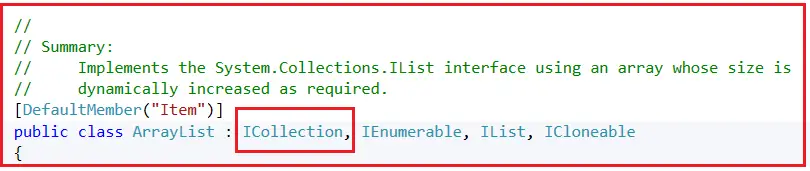 //
// Summary:
//     Implements the System.Collections.IList interface using an array whose size is
//     dynamically increased as required.
[DefaultMember("Item")]
public class ArrayList : ICollection, IEnumerable, IList, ICloneable
{